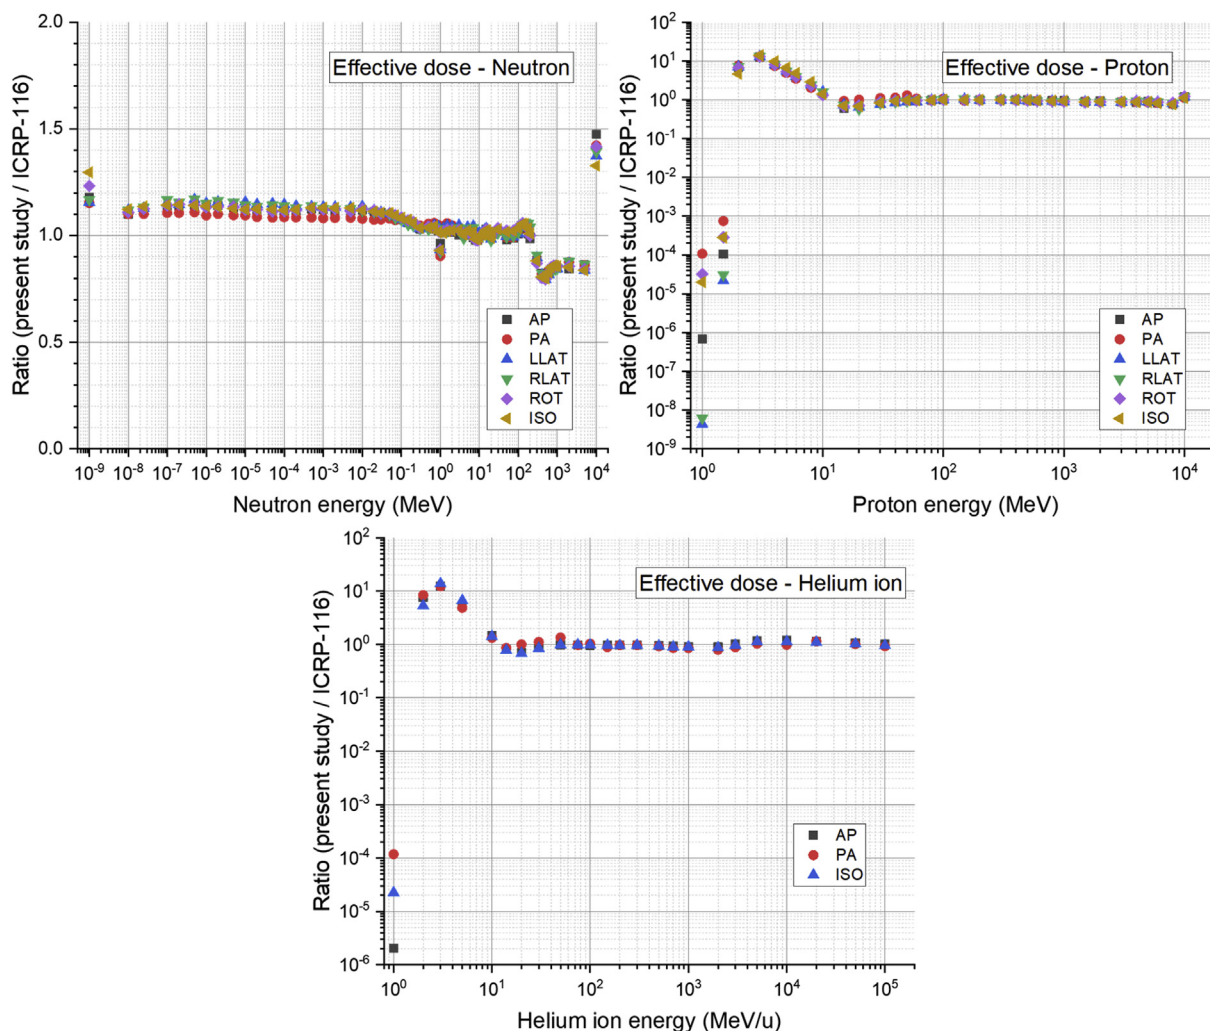 Effective dose - Neutron
Ratio (present study / ICRP-116)
2.0
1.5
1.0
0.5
0.0
AP
PA
LLAT
RLAT
ROT
ISO
10⁻⁹ 10⁻⁸ 10⁻⁷ 10⁻⁶ 10⁻⁵ 10⁻⁴ 10⁻³ 10⁻² 10⁻¹ 10⁰ 10¹ 10² 10³ 10⁴
Neutron energy (MeV)
Effective dose - Proton
Ratio (present study / ICRP-116)
10²
10¹
10⁰
10⁻¹
10⁻²
10⁻³
10⁻⁴
10⁻⁵
10⁻⁶
10⁻⁷
10⁻⁸
10⁻⁹
AP
PA
LLAT
RLAT
ROT
ISO
10⁰ 10¹ 10² 10³ 10⁴
Proton energy (MeV)
Effective dose - Helium ion
Ratio (present study / ICRP-116)
10²
10¹
10⁰
10⁻¹
10⁻²
10⁻³
10⁻⁴
10⁻⁵
10⁻⁶
AP
PA
ISO
10⁰ 10¹ 10² 10³ 10⁴ 10⁵
Helium ion energy (MeV/u)